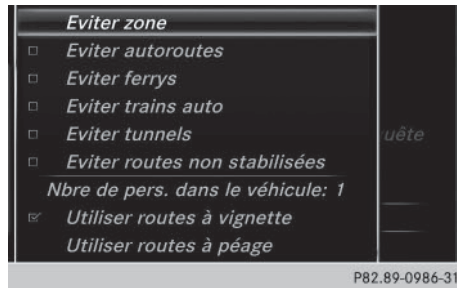 Eviter zone
Eviter autoroutes
Eviter ferrys
Eviter trains auto
Eviter tunnels
uête
Eviter routes non stabilisées
Nbre de pers. dans le véhicule: 1
Utiliser routes à vignette
Utiliser routes à péage
P82.89-0986-31